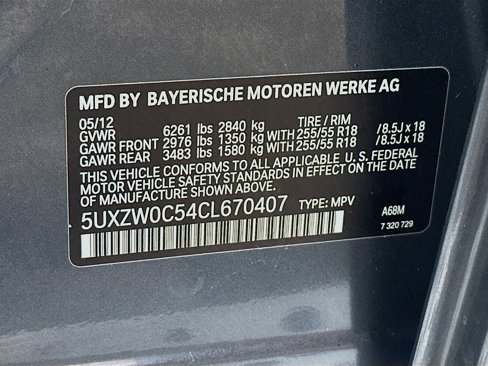 MFD BY BAYERISCHE MOTOREN WERKE AG
05/12 TIRE / RIM
GVWR 6261 lbs 2840 kg
GAWR FRONT 2976 lbs 1350 kg WITH 255/55 R18 /8.5J x 18
GAWR REAR 3483 lbs 1580 kg WITH 255/55 R18 /8.5J x 18
THIS VEHICLE CONFORMS TO ALL APPLICABLE U.S. FEDERAL
MOTOR VEHICLE SAFETY STANDARDS IN EFFECT ON THE DATE
OF MANUFACTURE SHOWN ABOVE.
5UXZW0C54CL670407 TYPE: MPV
A68M
7 320 729